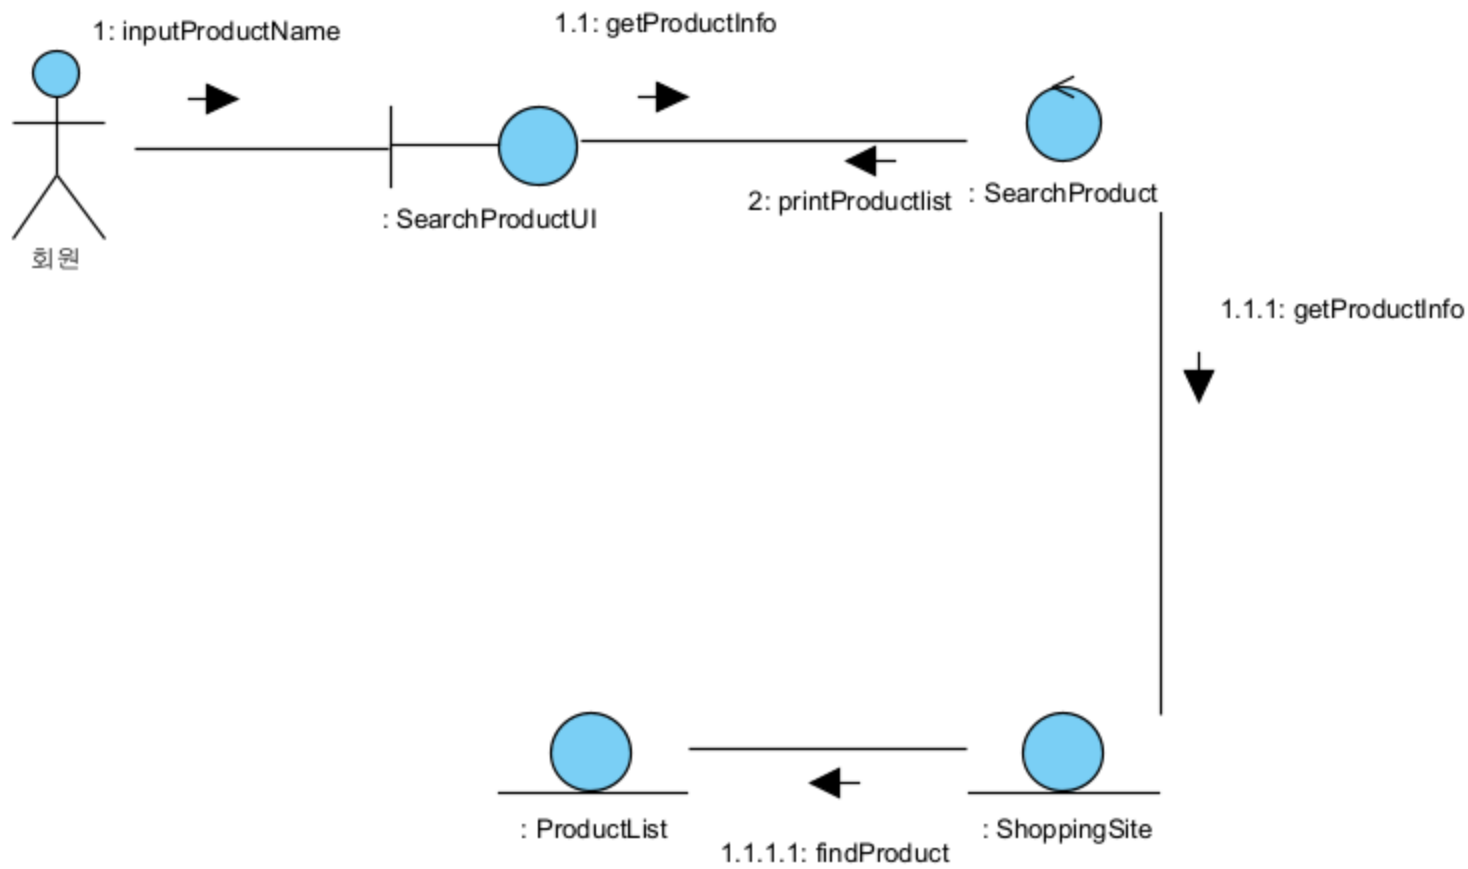 1: inputProductName
1.1: getProductInfo
2: printProductlist
: SearchProduct
: SearchProductUI
회원
1.1.1: getProductInfo
: ProductList
: ShoppingSite
1.1.1.1: findProduct